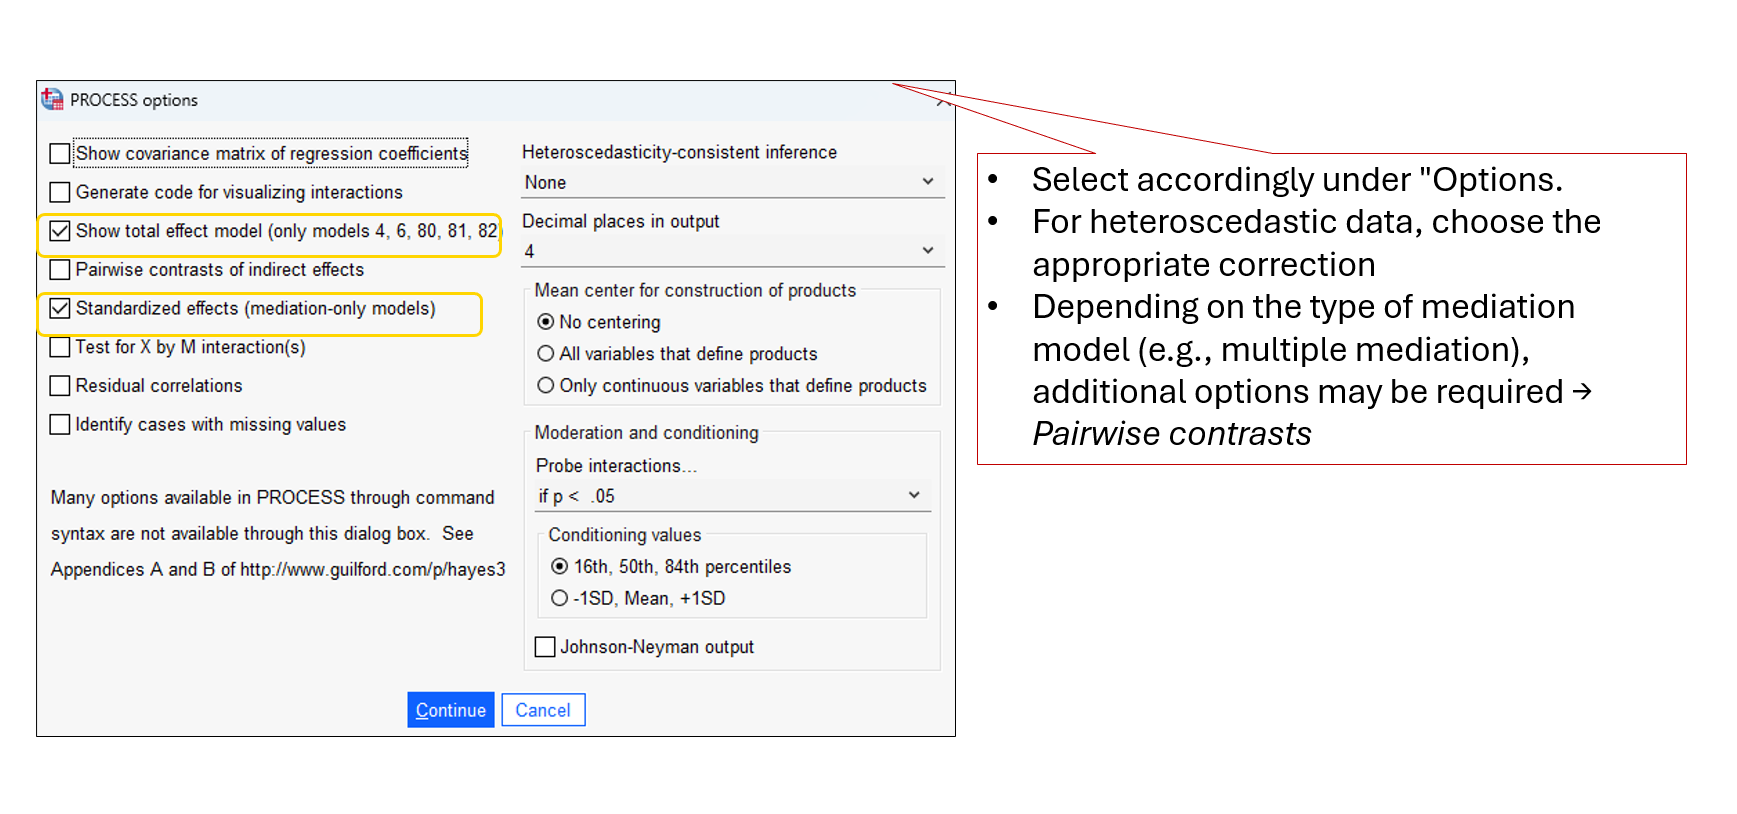 PROCESS options
Show covariance matrix of regression coefficients
Generate code for visualizing interactions
Show total effect model (only models 4, 6, 80, 81, 82)
Pairwise contrasts of indirect effects
Standardized effects (mediation-only models)
Test for X by M interaction(s)
Residual correlations
Identify cases with missing values
Many options available in PROCESS through command
syntax are not available through this dialog box.  See
Appendices A and B of http://www.guilford.com/p/hayes3
Heteroscedasticity-consistent inference
None
Decimal places in output
4
Mean center for construction of products
No centering
All variables that define products
Only continuous variables that define products
Moderation and conditioning
Probe interactions...
if p <  .05
Conditioning values
16th, 50th, 84th percentiles
-1SD, Mean, +1SD
Johnson-Neyman output
Continue
Cancel
• Select accordingly under "Options.
• For heteroscedastic data, choose the
appropriate correction
• Depending on the type of mediation
model (e.g., multiple mediation),
additional options may be required →
Pairwise contrasts